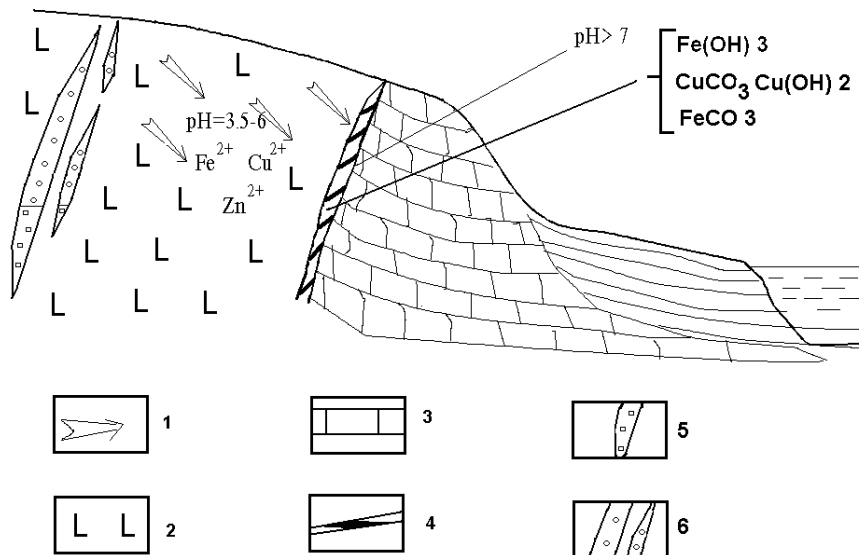 L
L
L
L
L
pH> 7
Fe(OH) 3
CuCO₃ Cu(OH) 2
FeCO 3
pH=3.5-6
L
Fe²⁺ Cu²⁺
L
L
L
Zn²⁺
L
L
L
L
L
L
L
1
3
5
L L
2
4
6